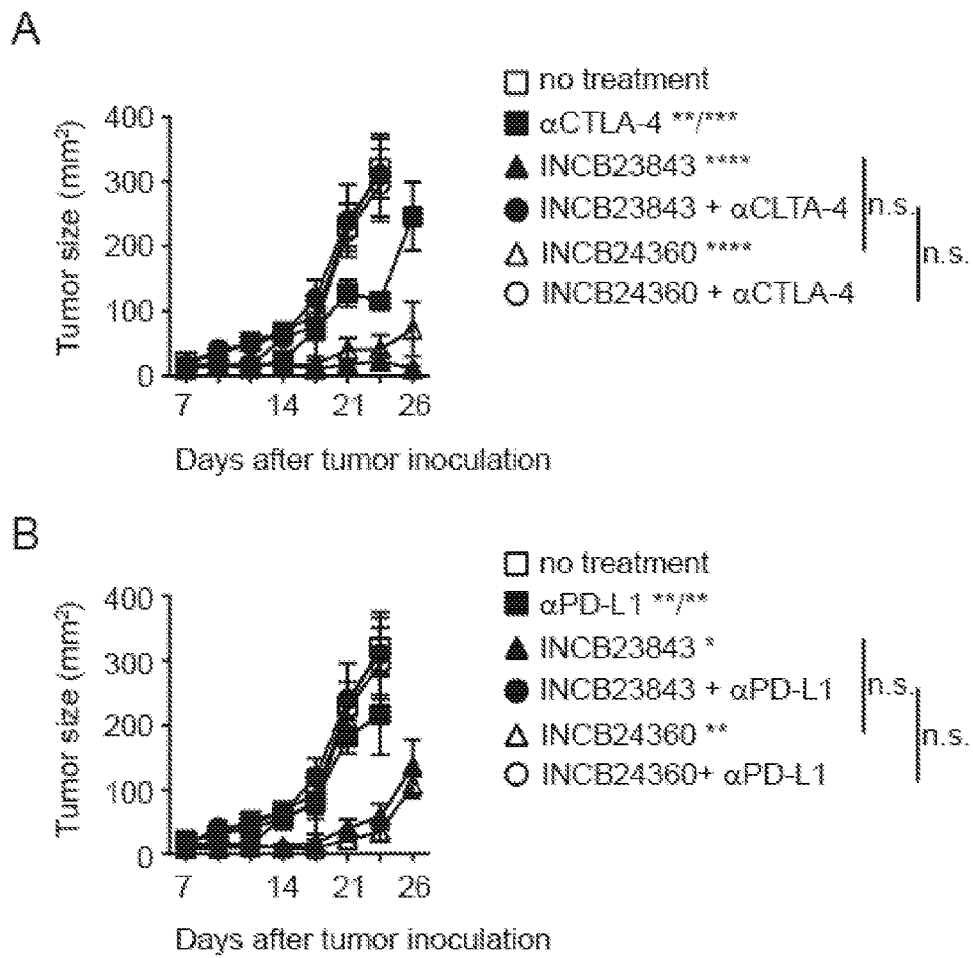 A
no treatment
αCTLA-4 **/***
INCB23843 ****
INCB23843 + αCLTA-4
INCB24360 ****
INCB24360 + αCTLA-4
n.s.
n.s.
Tumor size (mm²)
400
300
200
100
0
7 14 21 26
Days after tumor inoculation
B
no treatment
αPD-L1 **/**
INCB23843 *
INCB23843 + αPD-L1
INCB24360 **
INCB24360+ αPD-L1
n.s.
n.s.
Tumor size (mm²)
400
300
200
100
0
7 14 21 26
Days after tumor inoculation